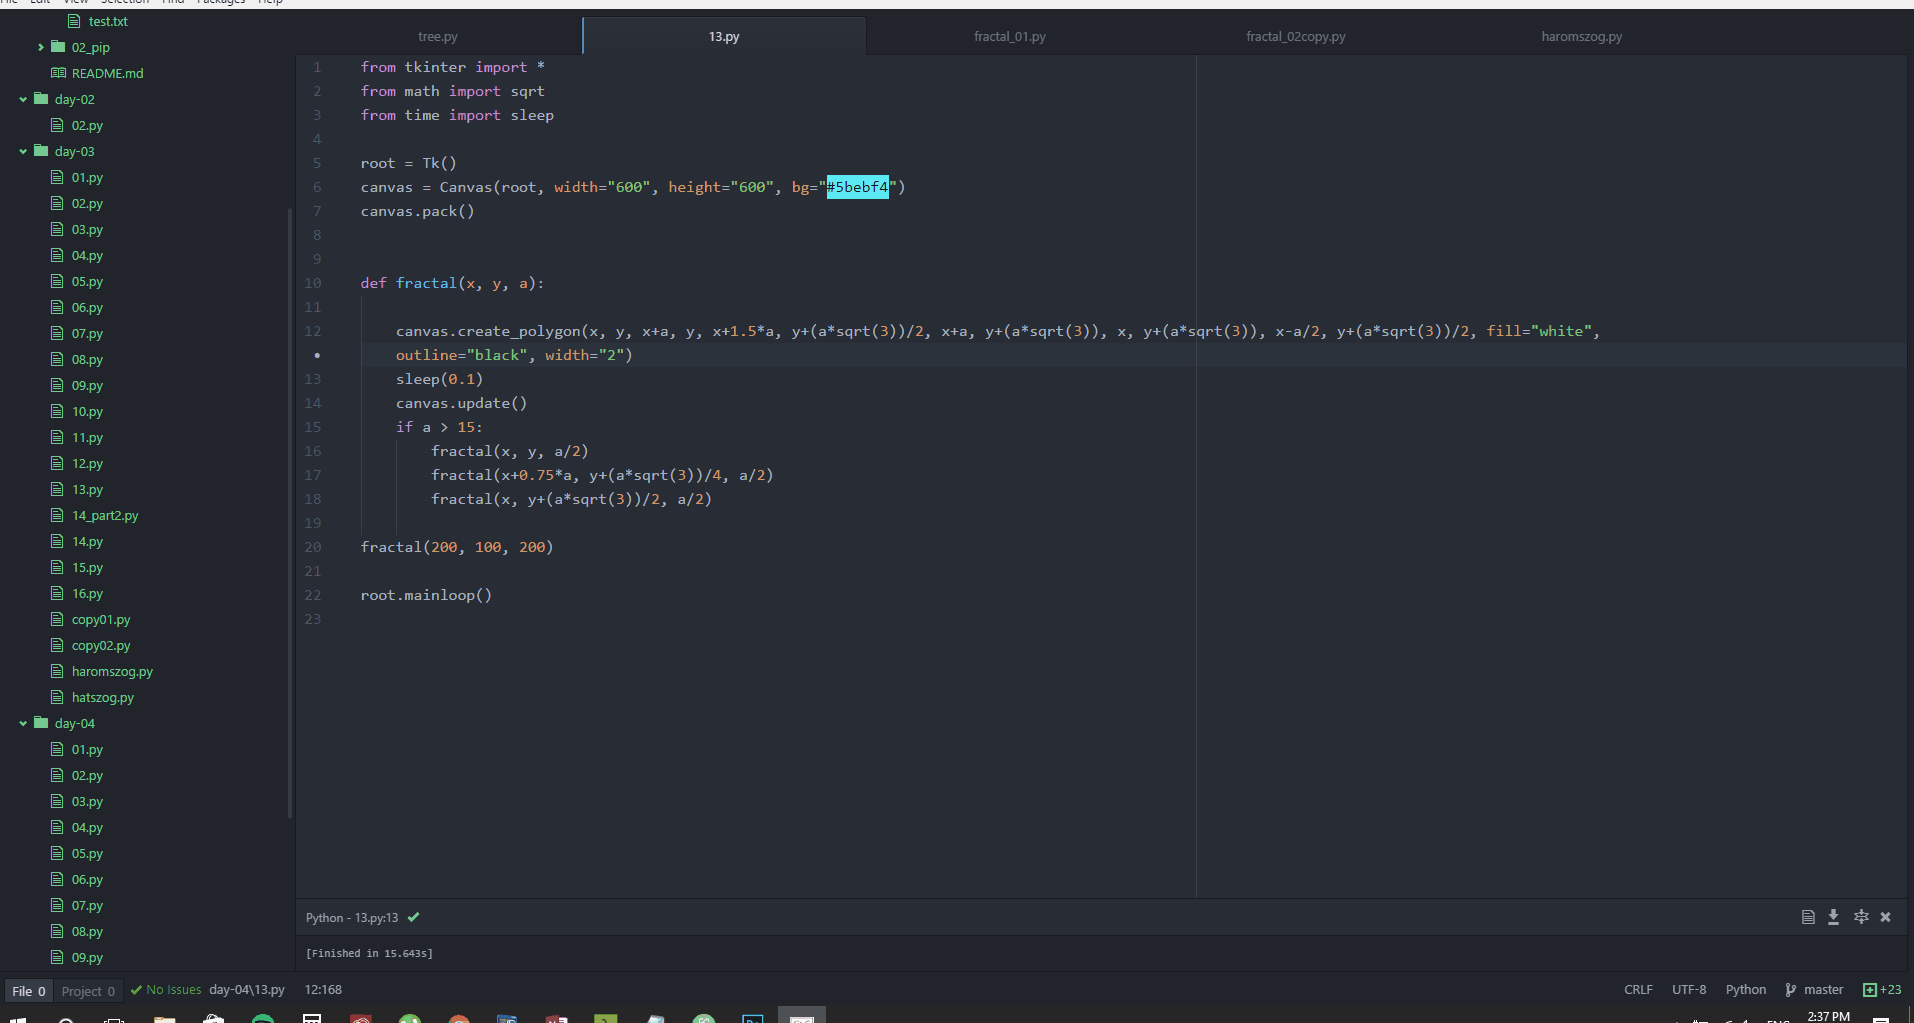 File Edit View Selection Find Packages Help
test.txt
02_pip
README.md
day-02
02.py
day-03
01.py
02.py
03.py
04.py
05.py
06.py
07.py
08.py
09.py
10.py
11.py
12.py
13.py
14_part2.py
14.py
15.py
16.py
copy01.py
copy02.py
haromszog.py
hatszog.py
day-04
01.py
02.py
03.py
04.py
05.py
06.py
07.py
08.py
09.py
tree.py 13.py fractal_01.py fractal_02copy.py haromszog.py
1 from tkinter import *
2 from math import sqrt
3 from time import sleep
4
5 root = Tk()
6 canvas = Canvas(root, width="600", height="600", bg="#5bebf4")
7 canvas.pack()
8
9
10 def fractal(x, y, a):
11
12 canvas.create_polygon(x, y, x+a, y, x+1.5*a, y+(a*sqrt(3))/2, x+a, y+(a*sqrt(3)), x, y+(a*sqrt(3)), x-a/2, y+(a*sqrt(3))/2, fill="white",
• outline="black", width="2")
13 sleep(0.1)
14 canvas.update()
15 if a > 15:
16 fractal(x, y, a/2)
17 fractal(x+0.75*a, y+(a*sqrt(3))/4, a/2)
18 fractal(x, y+(a*sqrt(3))/2, a/2)
19
20 fractal(200, 100, 200)
21
22 root.mainloop()
23
Python - 13.py:13
[Finished in 15.643s]
File 0 Project 0 No Issues day-04\13.py 12:168 CRLF UTF-8 Python master +23
2:37 PM